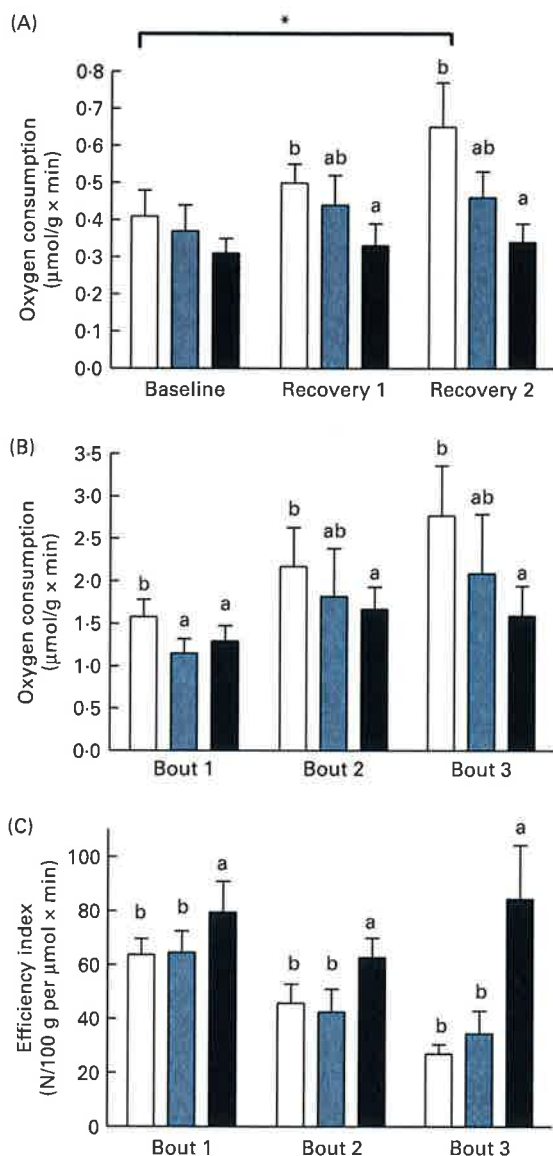 (A)
*
Oxygen consumption
(µmol/g × min)
0·8
0·7
0·6
0·5
0·4
0·3
0·2
0·1
0·0
b
ab
a
b
ab
a
Baseline
Recovery 1
Recovery 2
(B)
Oxygen consumption
(µmol/g × min)
3·5
3·0
2·5
2·0
1·5
1·0
0·5
0·0
b
a
a
b
ab
a
b
ab
a
Bout 1
Bout 2
Bout 3
(C)
Efficiency index
(N/100 g per µmol × min)
100
80
60
40
20
0
b
b
a
b
b
a
b
b
a
Bout 1
Bout 2
Bout 3